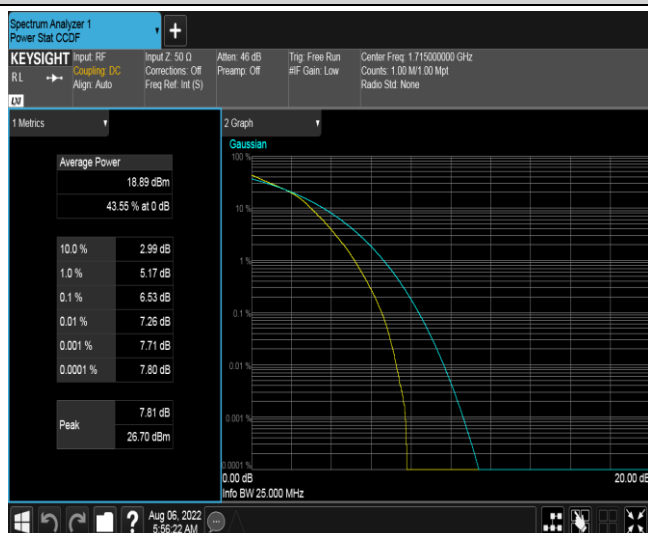 Spectrum Analyzer 1
Power Stat CCDF
+
KEYSIGHT
RL
LXI
Input: RF
Coupling: DC
Align: Auto
Input Z: 50 Ω
Corrections: Off
Freq Ref: Int (S)
Atten: 46 dB
Preamp: Off
Trig: Free Run
#IF Gain: Low
Center Freq: 1.715000000 GHz
Counts: 1.00 M/1.00 Mpt
Radio Std: None
1 Metrics
Average Power
18.89 dBm
43.55 % at 0 dB
10.0 % 2.99 dB
1.0 % 5.17 dB
0.1 % 6.53 dB
0.01 % 7.26 dB
0.001 % 7.71 dB
0.0001 % 7.80 dB
Peak
7.81 dB
26.70 dBm
2 Graph
Gaussian
100 %
10 %
1 %
0.1 %
0.01 %
0.001 %
0.0001 %
0.00 dB
20.00 dB
Info BW 25.000 MHz
?
Aug 06, 2022
5:56:22 AM